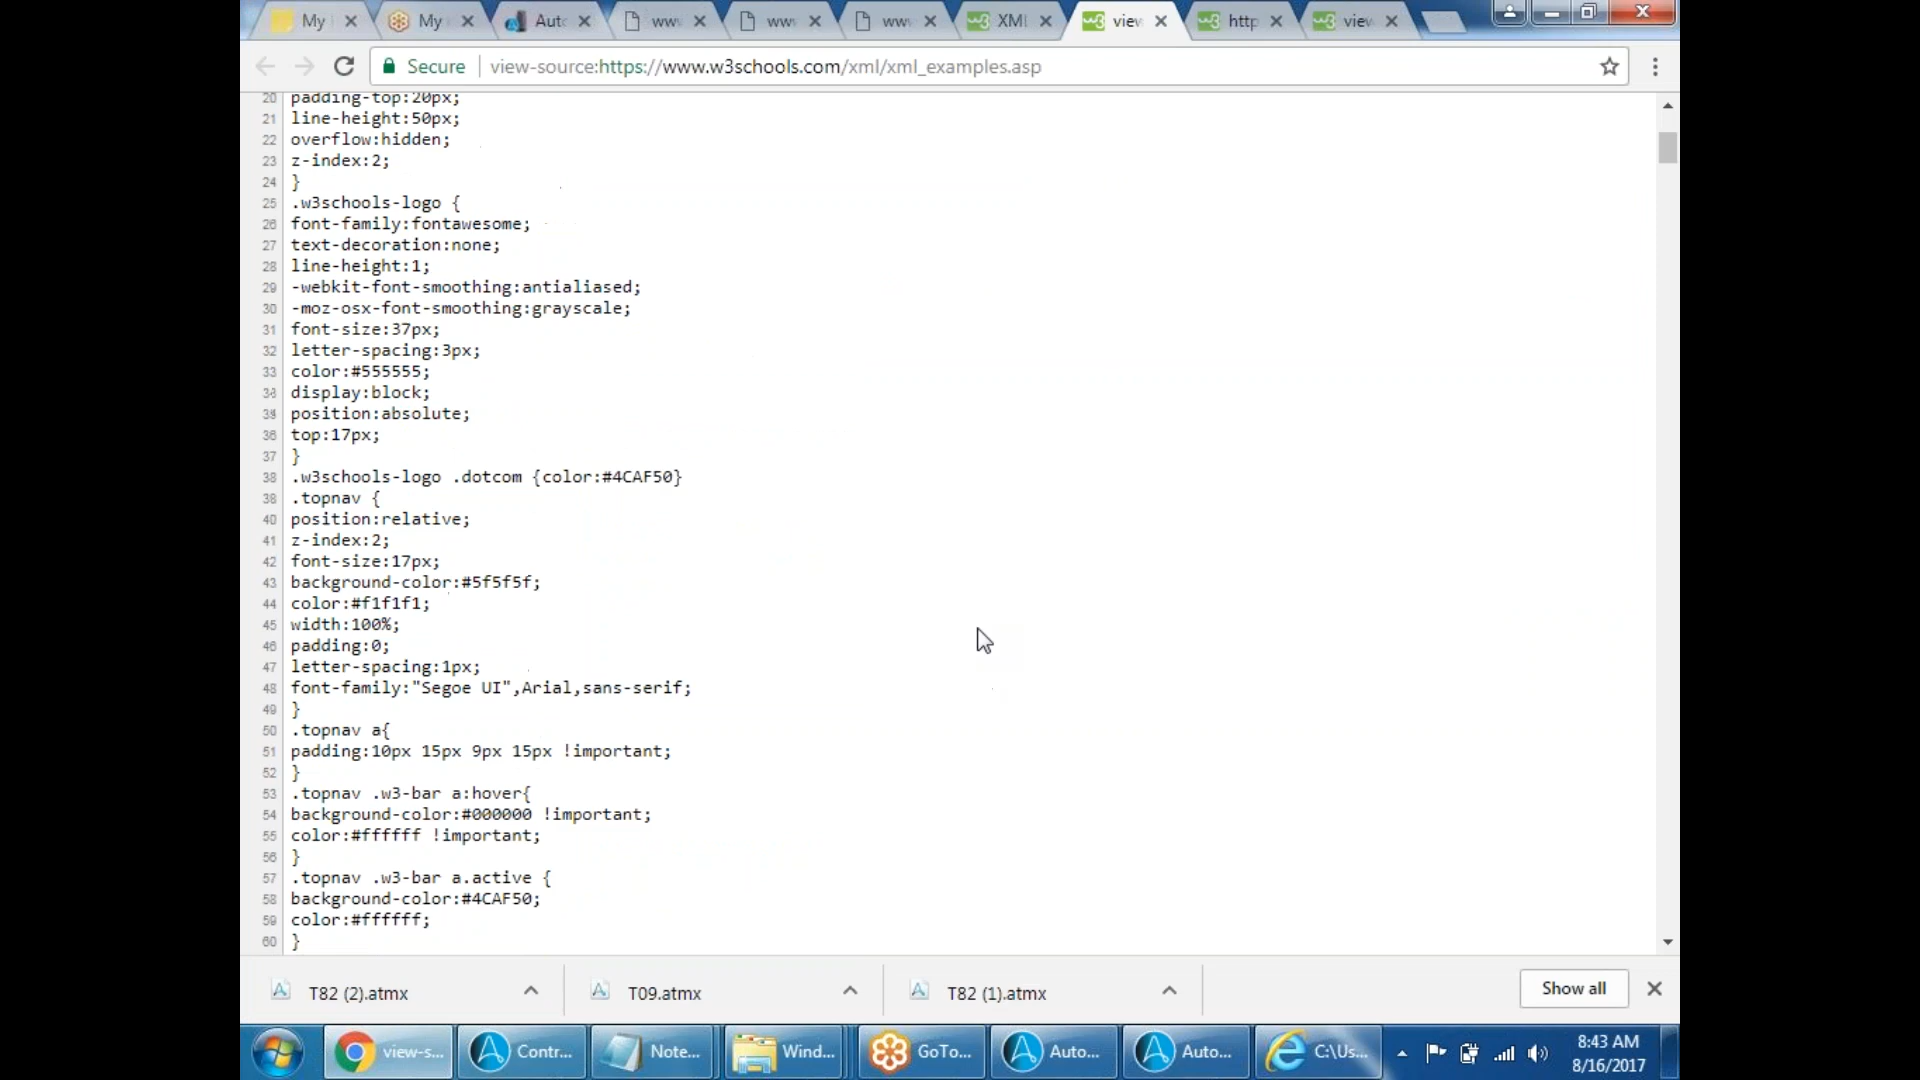 My
My
Auto
www
www
www
XML
view
http
view
Secure view-source:https://www.w3schools.com/xml/xml_examples.asp
20 padding-top:20px;
21 line-height:50px;
22 overflow:hidden;
23 z-index:2;
24 }
25 .w3schools-logo {
26 font-family:fontawesome;
27 text-decoration:none;
28 line-height:1;
29 -webkit-font-smoothing:antialiased;
30 -moz-osx-font-smoothing:grayscale;
31 font-size:37px;
32 letter-spacing:3px;
33 color:#555555;
34 display:block;
35 position:absolute;
36 top:17px;
37 }
38 .w3schools-logo .dotcom {color:#4CAF50}
39 .topnav {
40 position:relative;
41 z-index:2;
42 font-size:17px;
43 background-color:#5f5f5f;
44 color:#f1f1f1;
45 width:100%;
46 padding:0;
47 letter-spacing:1px;
48 font-family:"Segoe UI",Arial,sans-serif;
49 }
50 .topnav a{
51 padding:10px 15px 9px 15px !important;
52 }
53 .topnav .w3-bar a:hover{
54 background-color:#000000 !important;
55 color:#ffffff !important;
56 }
57 .topnav .w3-bar a.active {
58 background-color:#4CAF50;
59 color:#ffffff;
60 }
T82 (2).atmx
T09.atmx
T82 (1).atmx
Show all
view-s...
Contr...
Note...
Wind...
GoTo...
Auto...
Auto...
C:\Us...
8:43 AM
8/16/2017